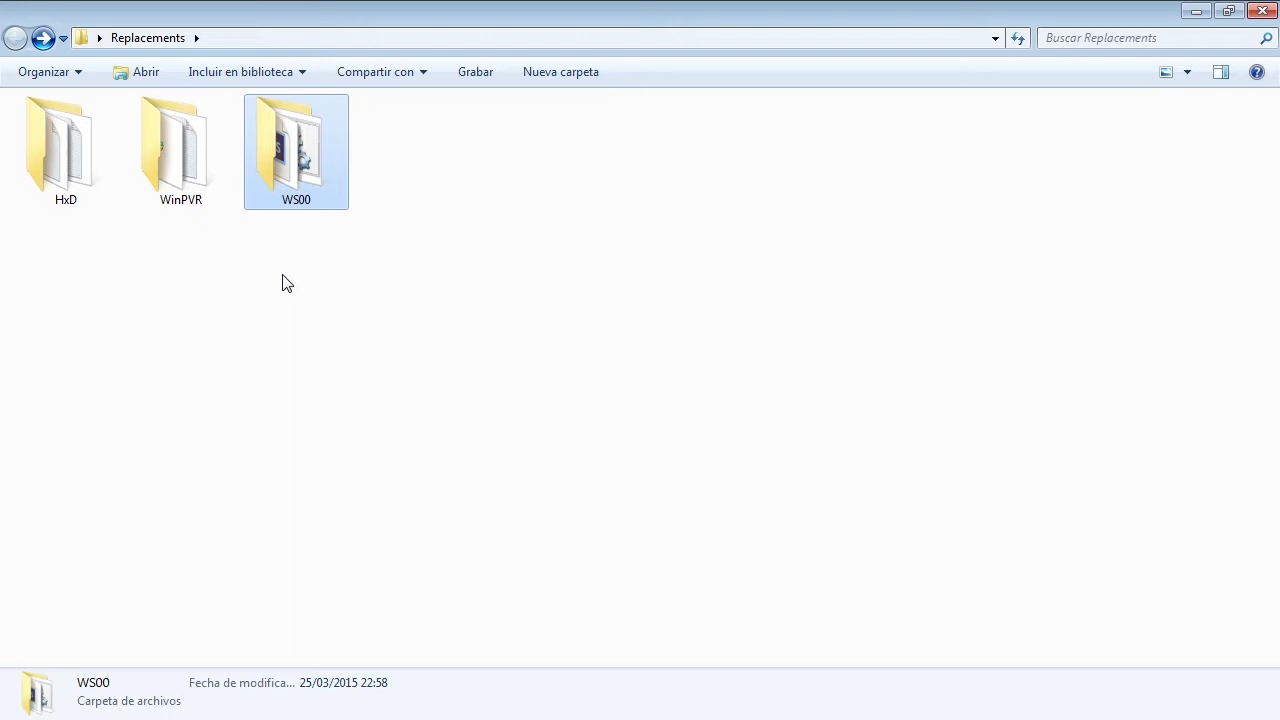 Replacements
Buscar Replacements
Organizar
Abrir
Incluir en biblioteca
Compartir con
Grabar
Nueva carpeta
HxD
WinPVR
WS00
WS00
Fecha de modifica... 25/03/2015 22:58
Carpeta de archivos